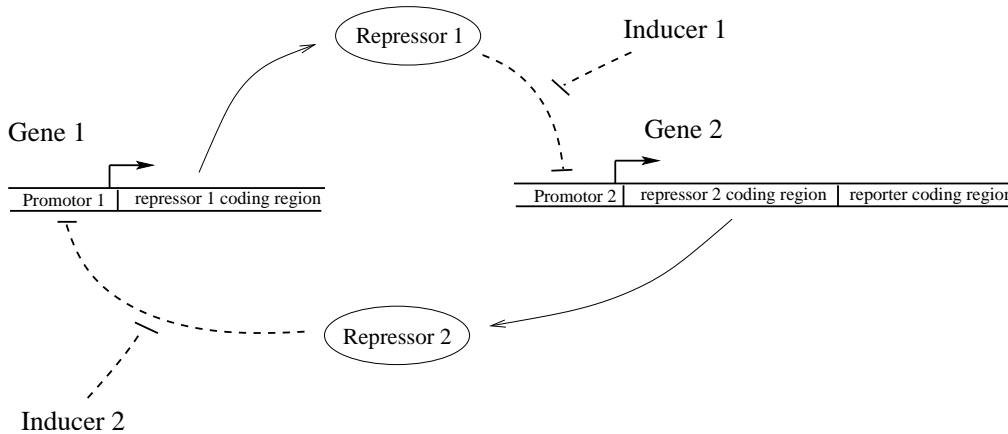 Repressor 1
Inducer 1
Gene 1
Gene 2
Promotor 1
repressor 1 coding region
Promotor 2
repressor 2 coding region
reporter coding region
Repressor 2
Inducer 2